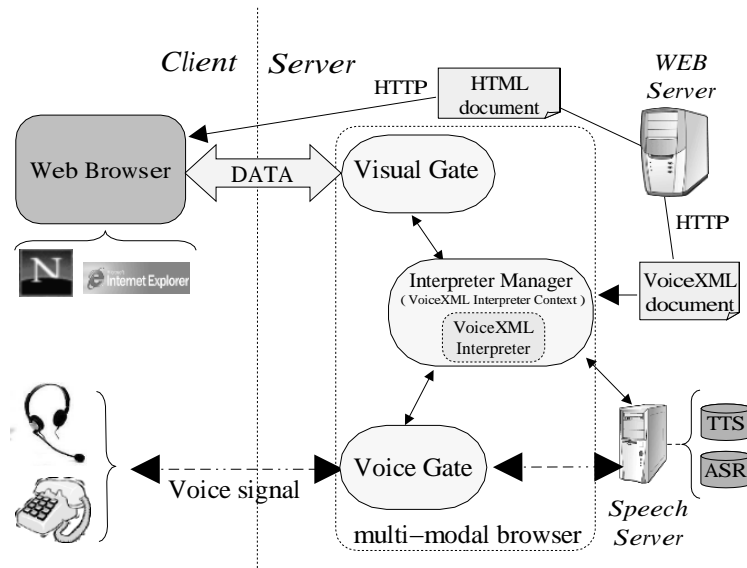 Client
Server
HTTP
HTML
document
WEB
Server
Web Browser
DATA
Visual Gate
HTTP
N
Internet Explorer
Interpreter Manager
( VoiceXML Interpreter Context )
VoiceXML
Interpreter
VoiceXML
document
TTS
ASR
Voice Gate
Voice signal
Speech
Server
multi-modal browser